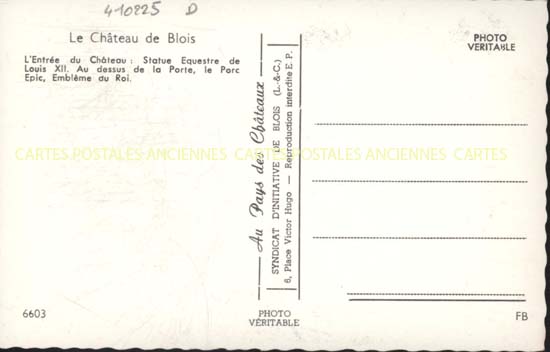 410225 D
Le Château de Blois
L'Entrée du Château : Statue Equestre de
Louis XII. Au dessus de la Porte, le Porc
Epic, Emblème du Roi.
PHOTO
VERITABLE
Au Pays des Châteaux
SYNDICAT D'INITIATIVE DE BLOIS (L.-&-C.)
6, Place Victor Hugo — Reproduction interdite E. P.
CARTES POSTALES ANCIENNES CARTES POSTALES ANCIENNES CARTES
6603
PHOTO
VÉRITABLE
FB